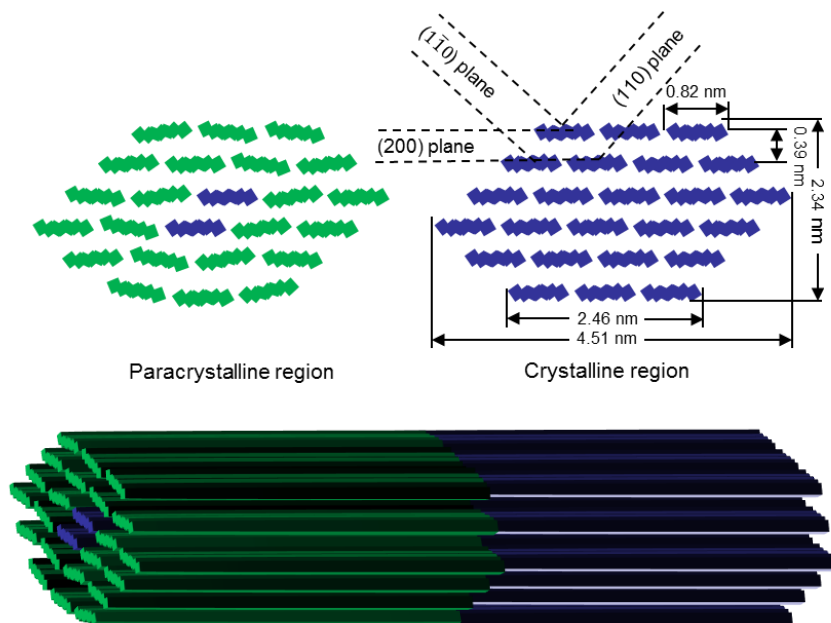 (11̅0) plane
(110) plane
0.82 nm
(200) plane
0.39 nm
2.34 nm
2.46 nm
4.51 nm
Paracrystalline region
Crystalline region